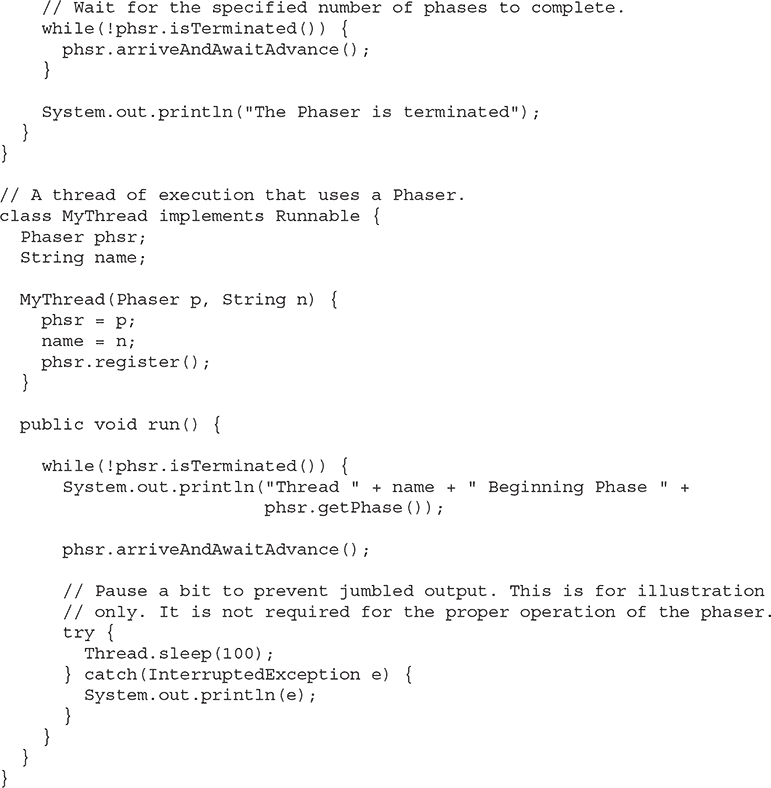 // Wait for the specified number of phases to complete.
    while(!phsr.isTerminated()) {
      phsr.arriveAndAwaitAdvance();
    }

    System.out.println("The Phaser is terminated");
  }
}

// A thread of execution that uses a Phaser.
class MyThread implements Runnable {
  Phaser phsr;
  String name;

  MyThread(Phaser p, String n) {
    phsr = p;
    name = n;
    phsr.register();
  }

  public void run() {

    while(!phsr.isTerminated()) {
      System.out.println("Thread " + name + " Beginning Phase " +
                         phsr.getPhase());

      phsr.arriveAndAwaitAdvance();

      // Pause a bit to prevent jumbled output. This is for illustration
      // only. It is not required for the proper operation of the phaser.
      try {
        Thread.sleep(100);
      } catch(InterruptedException e) {
        System.out.println(e);
      }
    }
  }
}